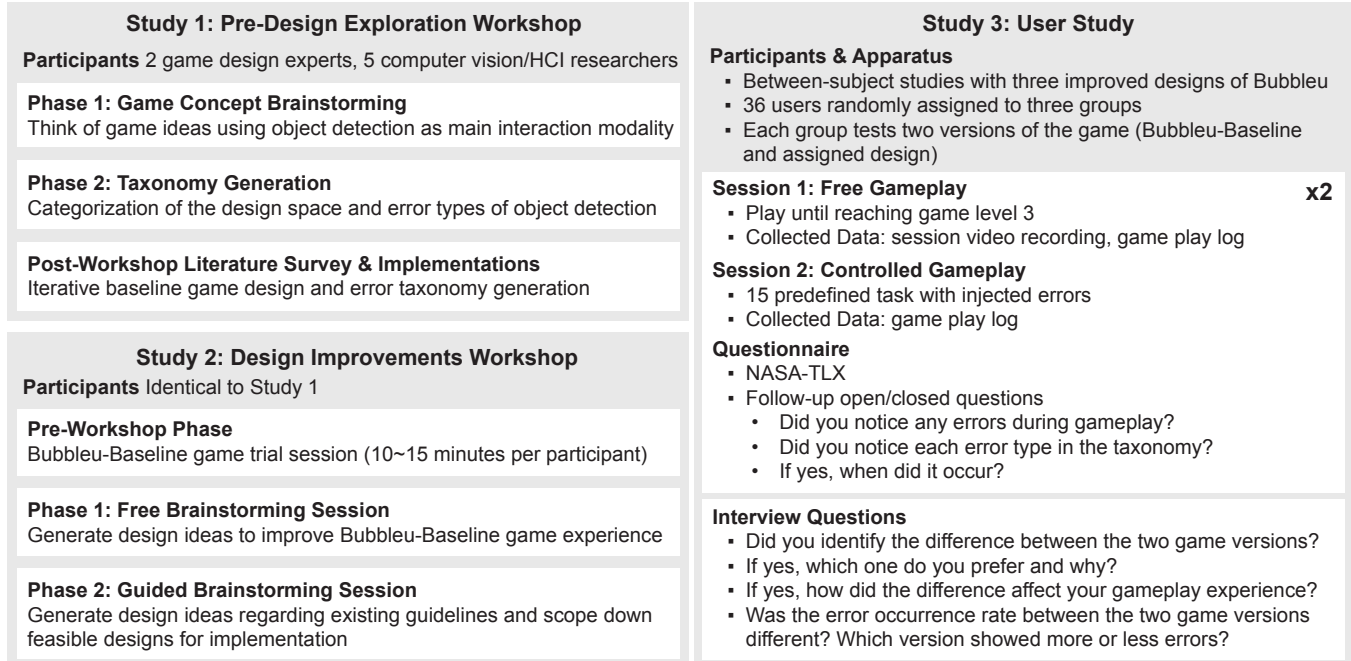 Study 1: Pre-Design Exploration Workshop
Participants 2 game design experts, 5 computer vision/HCI researchers
Phase 1: Game Concept Brainstorming
Think of game ideas using object detection as main interaction modality
Phase 2: Taxonomy Generation
Categorization of the design space and error types of object detection
Post-Workshop Literature Survey & Implementations
Iterative baseline game design and error taxonomy generation
Study 2: Design Improvements Workshop
Participants Identical to Study 1
Pre-Workshop Phase
Bubbleu-Baseline game trial session (10~15 minutes per participant)
Phase 1: Free Brainstorming Session
Generate design ideas to improve Bubbleu-Baseline game experience
Phase 2: Guided Brainstorming Session
Generate design ideas regarding existing guidelines and scope down
feasible designs for implementation
Study 3: User Study
Participants & Apparatus
▪ Between-subject studies with three improved designs of Bubbleu
▪ 36 users randomly assigned to three groups
▪ Each group tests two versions of the game (Bubbleu-Baseline
and assigned design)
Session 1: Free Gameplay x2
▪ Play until reaching game level 3
▪ Collected Data: session video recording, game play log
Session 2: Controlled Gameplay
▪ 15 predefined task with injected errors
▪ Collected Data: game play log
Questionnaire
▪ NASA-TLX
▪ Follow-up open/closed questions
• Did you notice any errors during gameplay?
• Did you notice each error type in the taxonomy?
• If yes, when did it occur?
Interview Questions
▪ Did you identify the difference between the two game versions?
▪ If yes, which one do you prefer and why?
▪ If yes, how did the difference affect your gameplay experience?
▪ Was the error occurrence rate between the two game versions
different? Which version showed more or less errors?